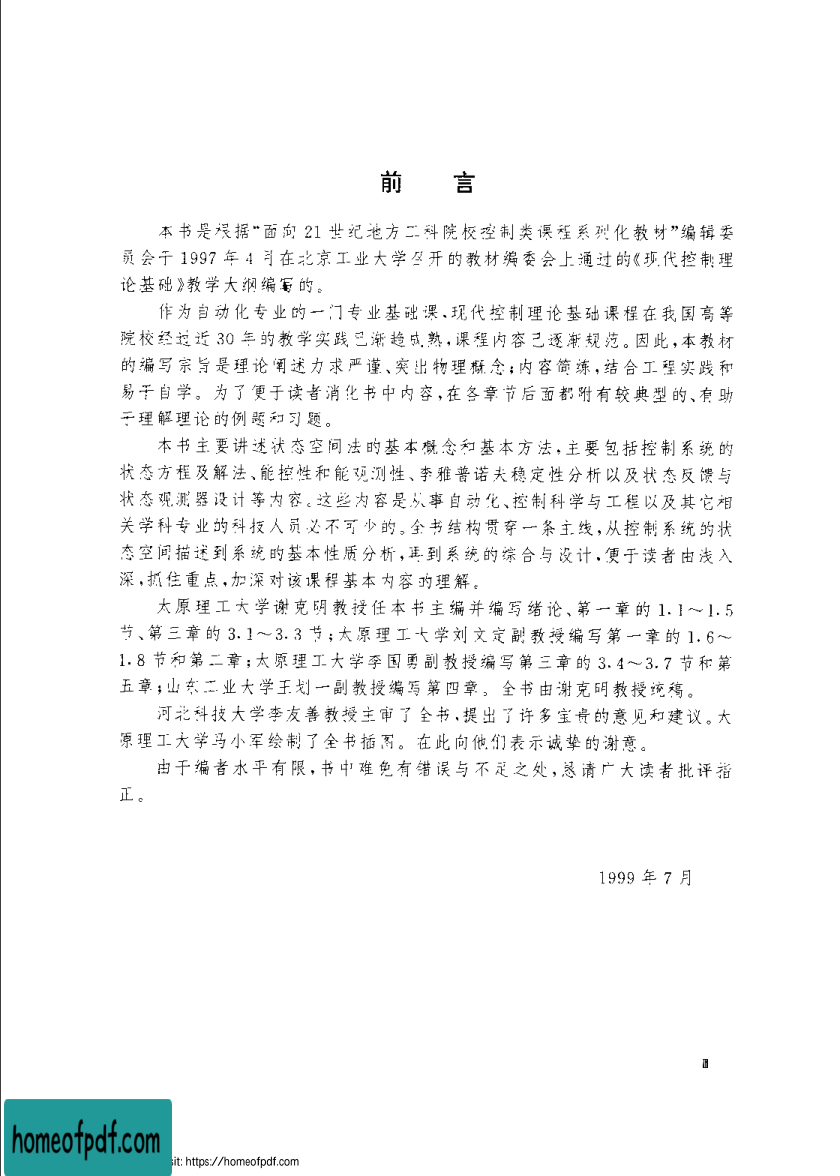 前 言
本书是根据“面向 21 世纪地方工科院校控制类课程系列化教材”编辑委
员会于 1997 年 4 月在北京工业大学召开的教材编委会上通过的《现代控制理
论基础》教学大纲编写的。
作为自动化专业的一门专业基础课、现代控制理论基础课程在我国高等
院校经过近 30 年的教学实践已渐趋成熟，课程内容已逐渐规范。因此，本教材
的编写宗旨是理论阐述力求严谨、突出物理概念；内容简练，结合工程实践和
易于自学。为了便于读者消化书中内容，在各章节后面都附有较典型的、有助
于理解理论的例题和习题。
本书主要讲述状态空间法的基本概念和基本方法，主要包括控制系统的
状态方程及解法、能控性和能观测性、李雅普诺夫稳定性分析以及状态反馈与
状态观测器设计等内容。这些内容是从事自动化、控制科学与工程以及其它相
关学科专业的科技人员必不可少的。全书结构贯穿一条主线，从控制系统的状
态空间描述到系统的基本性质分析，再到系统的综合与设计，便于读者由浅入
深，抓住重点，加深对该课程基本内容的理解。
太原理工大学谢克明教授任本书主编并编写绪论、第一章的 1.1～1.5
节、第三章的 3.1～3.3 节；太原理工大学刘文定副教授编写第一章的 1.6～
1.8 节和第二章；太原理工大学李国勇副教授编写第三章的 3.4～3.7 节和第
五章；山东工业大学王划一副教授编写第四章。全书由谢克明教授统稿。
河北科技大学李友善教授主审了全书，提出了许多宝贵的意见和建议。太
原理工大学马小军绘制了全书插图。在此向他们表示诚挚的谢意。
由于编者水平有限，书中难免有错误与不足之处，恳请广大读者批评指
正。
1999 年 7 月
homeofpdf.com
sit: https://homeofpdf.com